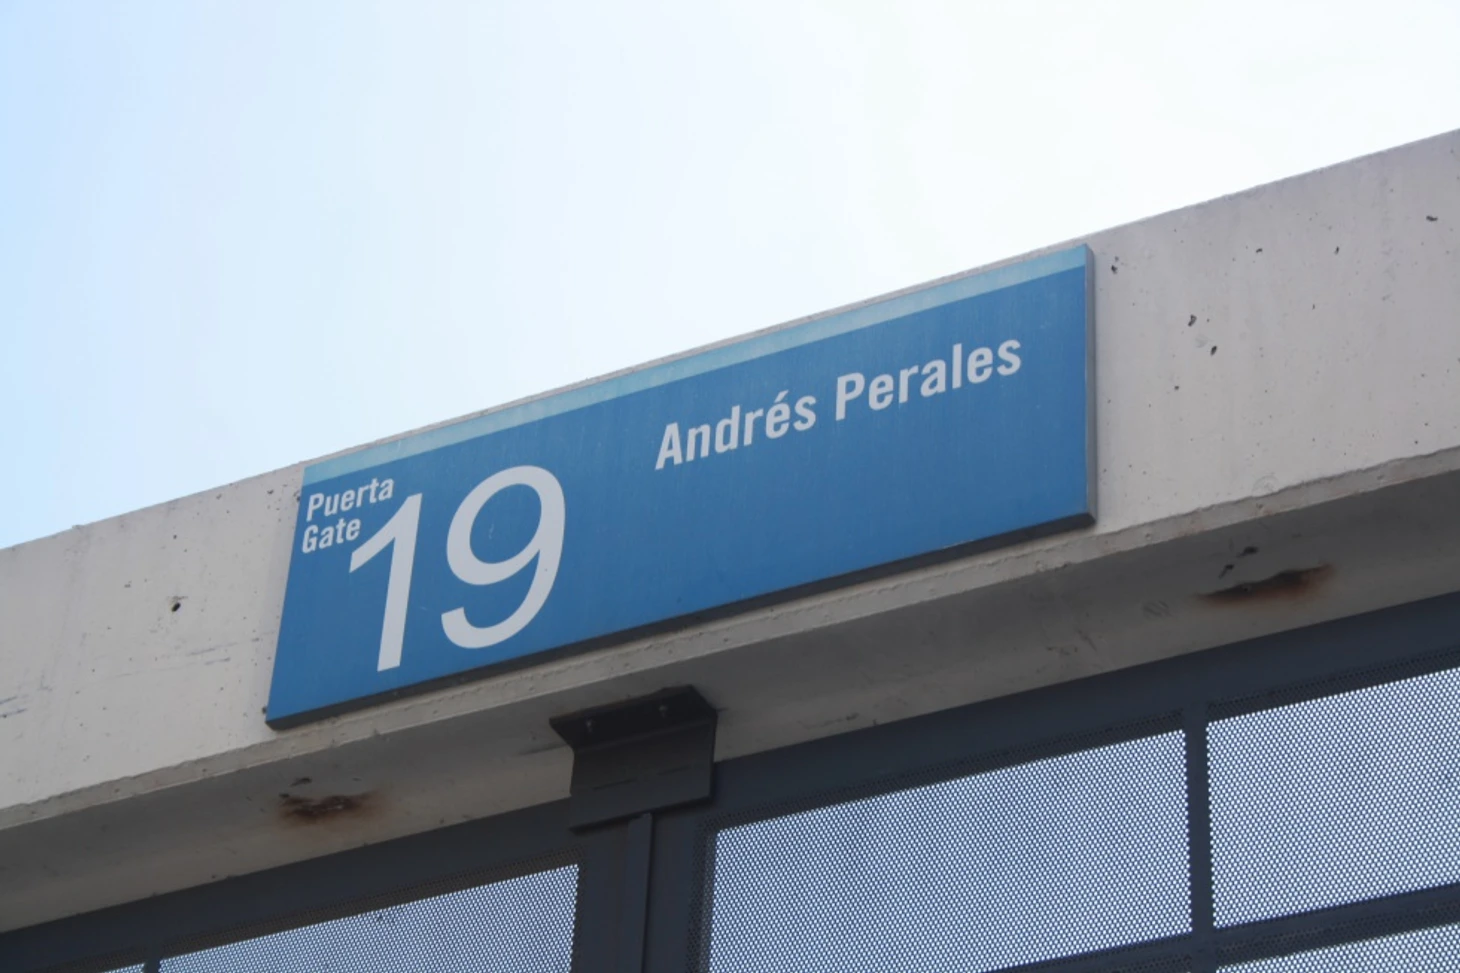 Puerta
Gate
19
Andrés Perales